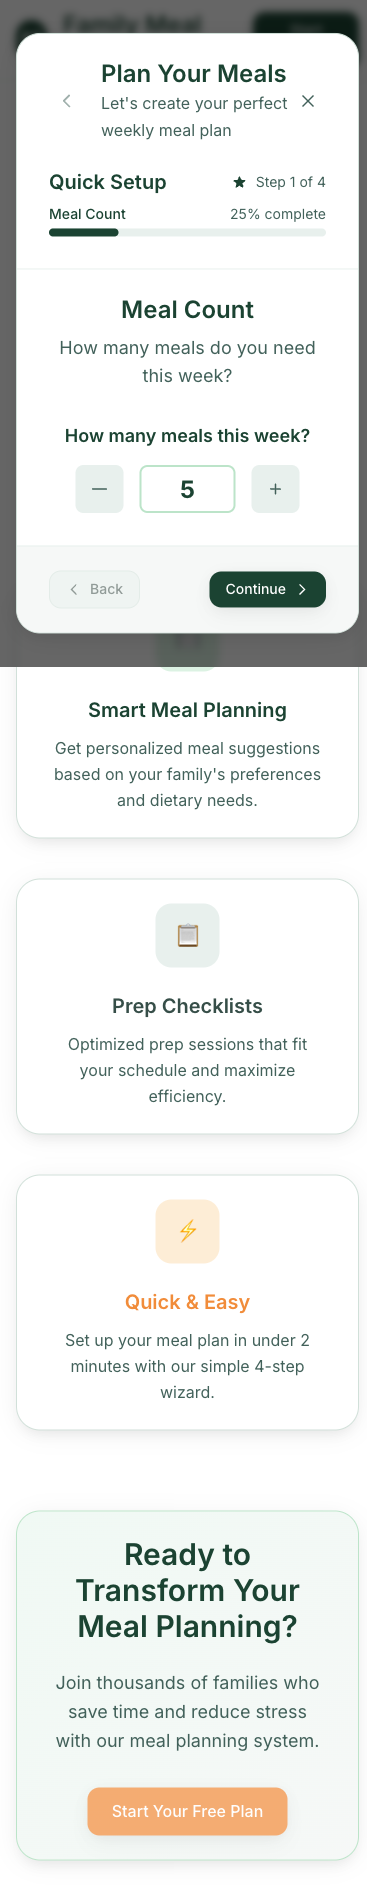 Family Meal
Plan Your Meals
Let's create your perfect
weekly meal plan
Quick Setup
Step 1 of 4
Meal Count
25% complete
Meal Count
How many meals do you need
this week?
How many meals this week?
5
Back
Continue
Smart Meal Planning
Get personalized meal suggestions
based on your family's preferences
and dietary needs.
Prep Checklists
Optimized prep sessions that fit
your schedule and maximize
efficiency.
Quick & Easy
Set up your meal plan in under 2
minutes with our simple 4-step
wizard.
Ready to
Transform Your
Meal Planning?
Join thousands of families who
save time and reduce stress
with our meal planning system.
Start Your Free Plan